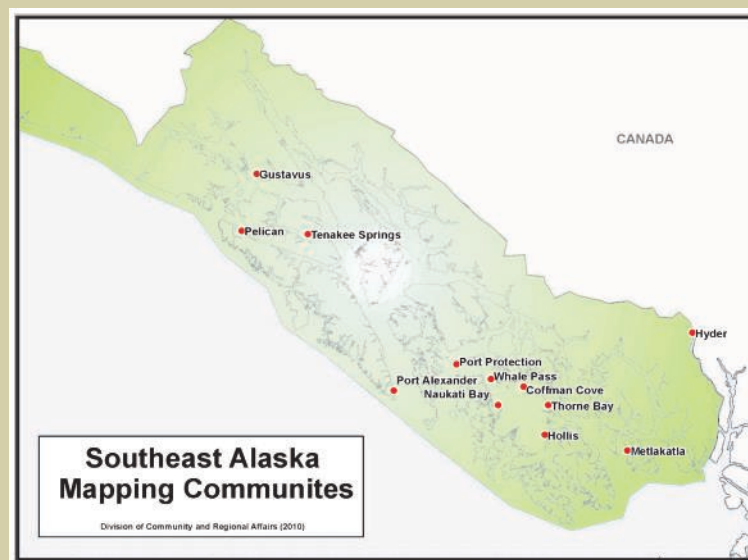 CANADA
Gustavus
Pelican
Tenakee Springs
Hyder
Port Protection
Port Alexander
Whale Pass
Naukati Bay
Coffman Cove
Thorne Bay
Hollis
Metlakatla
Southeast Alaska
Mapping Communites
Division of Community and Regional Affairs (2010)